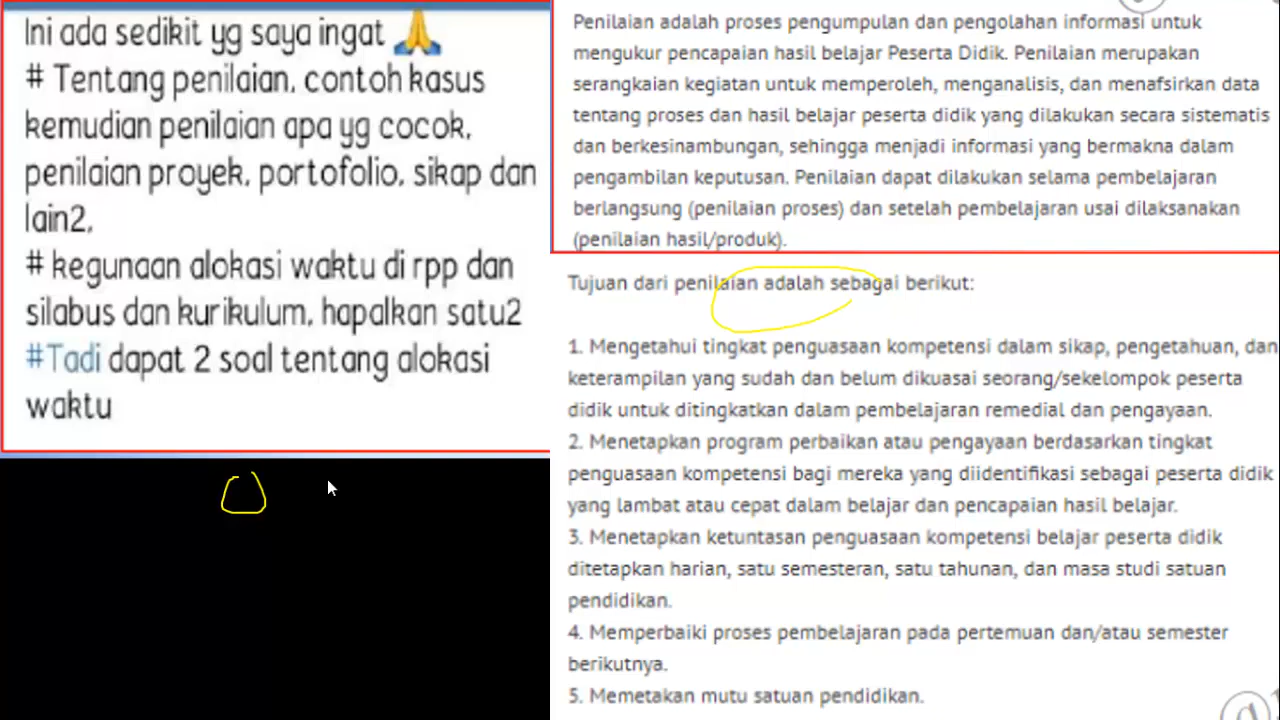 Ini ada sedikit yg saya ingat 🙏
# Tentang penilaian, contoh kasus
kemudian penilaian apa yg cocok,
penilaian proyek, portofolio, sikap dan
lain2,
# kegunaan alokasi waktu di rpp dan
silabus dan kurikulum, hapalkan satu2
#Tadi dapat 2 soal tentang alokasi
waktu
Penilaian adalah proses pengumpulan dan pengolahan informasi untuk
mengukur pencapaian hasil belajar Peserta Didik. Penilaian merupakan
serangkaian kegiatan untuk memperoleh, menganalisis, dan menafsirkan data
tentang proses dan hasil belajar peserta didik yang dilakukan secara sistematis
dan berkesinambungan, sehingga menjadi informasi yang bermakna dalam
pengambilan keputusan. Penilaian dapat dilakukan selama pembelajaran
berlangsung (penilaian proses) dan setelah pembelajaran usai dilaksanakan
(penilaian hasil/produk).
Tujuan dari penilaian adalah sebagai berikut:
1. Mengetahui tingkat penguasaan kompetensi dalam sikap, pengetahuan, dan
keterampilan yang sudah dan belum dikuasai seorang/sekelompok peserta
didik untuk ditingkatkan dalam pembelajaran remedial dan pengayaan.
2. Menetapkan program perbaikan atau pengayaan berdasarkan tingkat
penguasaan kompetensi bagi mereka yang diidentifikasi sebagai peserta didik
yang lambat atau cepat dalam belajar dan pencapaian hasil belajar.
3. Menetapkan ketuntasan penguasaan kompetensi belajar peserta didik
ditetapkan harian, satu semesteran, satu tahunan, dan masa studi satuan
pendidikan.
4. Memperbaiki proses pembelajaran pada pertemuan dan/atau semester
berikutnya.
5. Memetakan mutu satuan pendidikan.